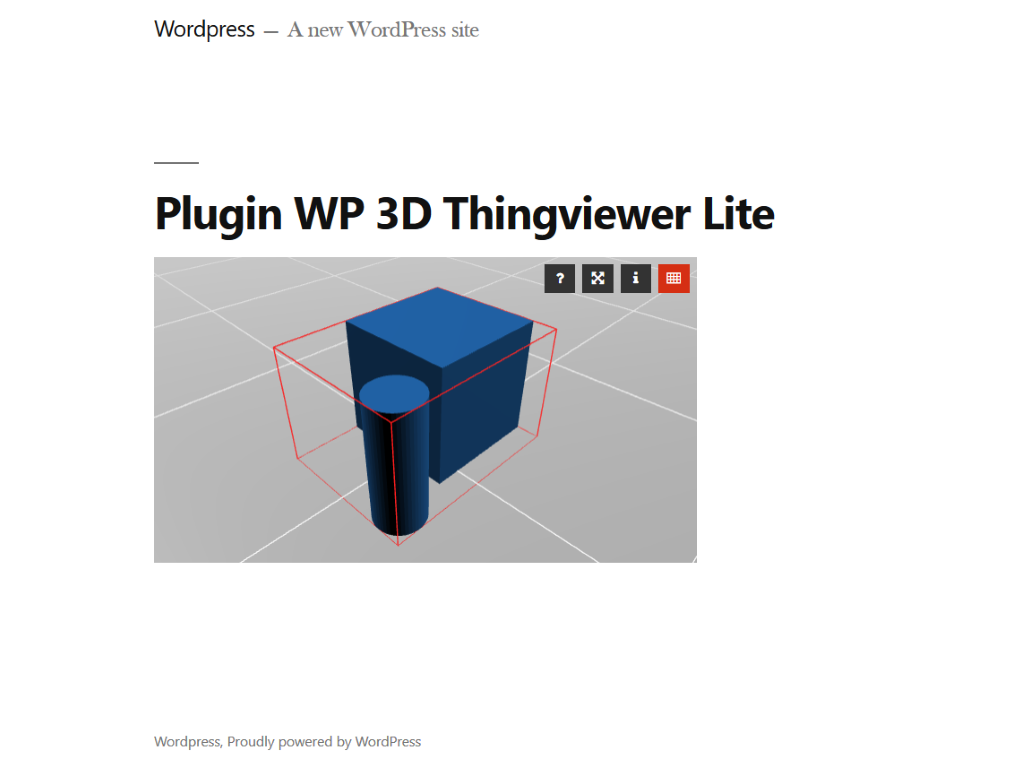 Wordpress — A new WordPress site
Plugin WP 3D Thingviewer Lite
? i
Wordpress, Proudly powered by WordPress